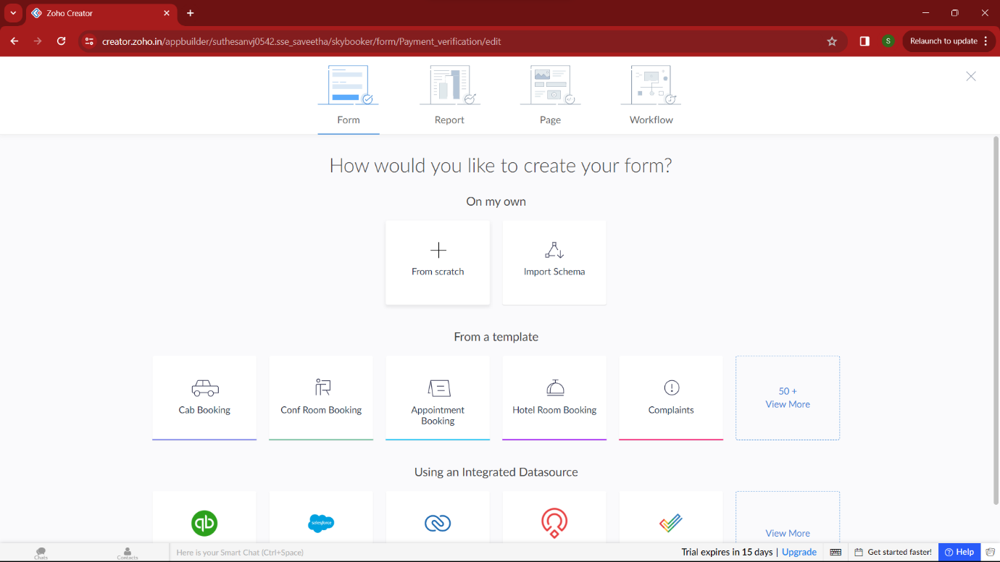 Zoho Creator
creator.zoho.in/appbuilder/suthesanvj0542.sse_saveetha/skybooker/form/Payment_verification/edit
S
Relaunch to update
Form
Report
Page
Workflow
How would you like to create your form?
On my own
From scratch
Import Schema
From a template
Cab Booking
Conf Room Booking
Appointment
Booking
Hotel Room Booking
Complaints
50 +
View More
Using an Integrated Datasource
qb
salesforce
View More
Chats
Contacts
Here is your Smart Chat (Ctrl+Space)
Trial expires in 15 days | Upgrade
Get started faster!
Help